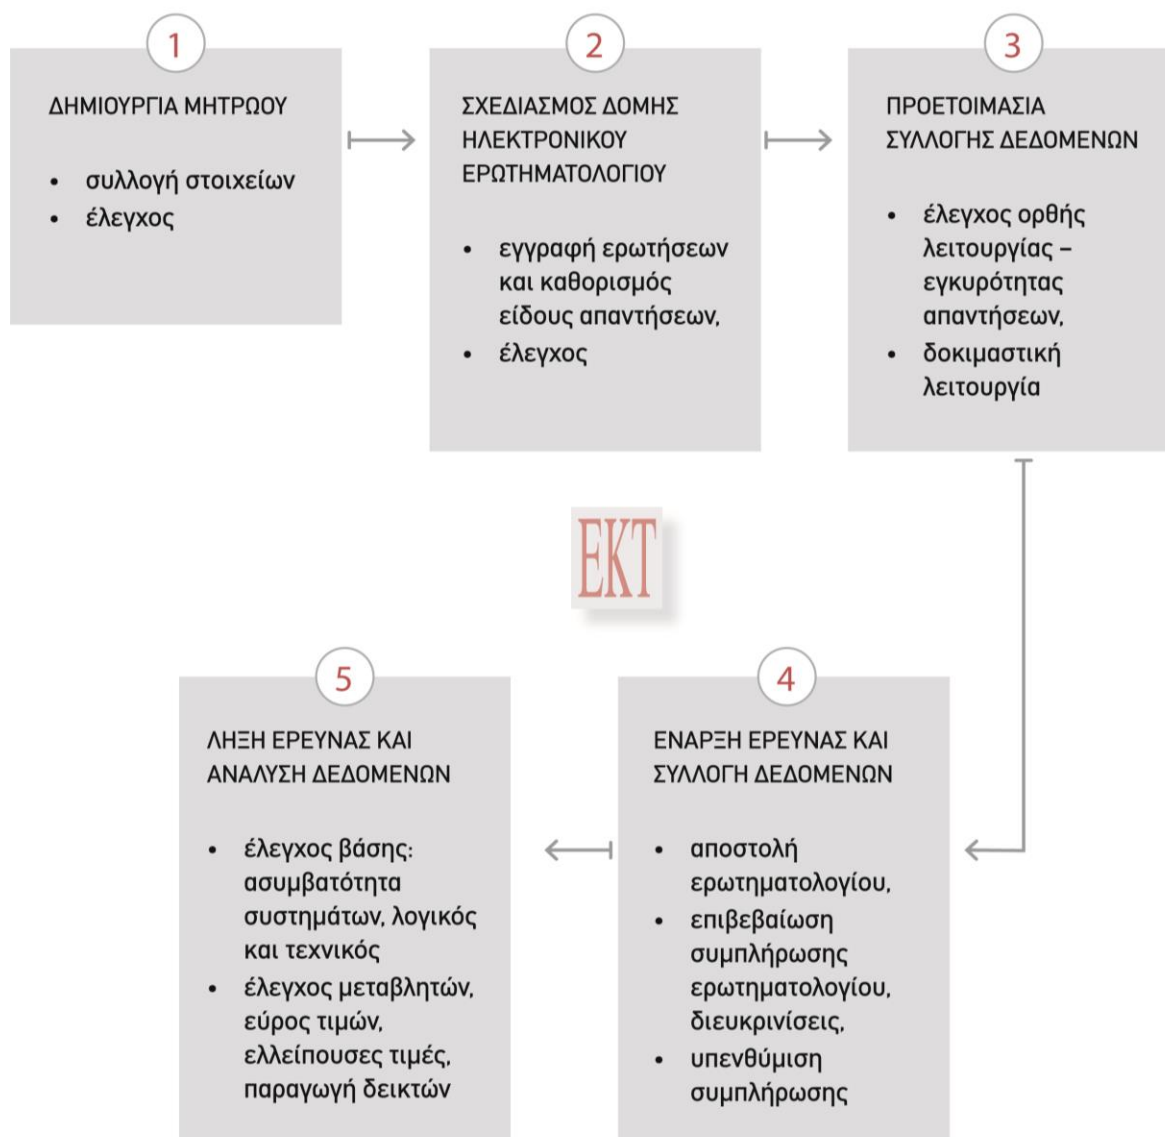 1
ΔΗΜΙΟΥΡΓΙΑ ΜΗΤΡΩΟΥ
• συλλογή στοιχείων
• έλεγχος
2
ΣΧΕΔΙΑΣΜΟΣ ΔΟΜΗΣ
ΗΛΕΚΤΡΟΝΙΚΟΥ
ΕΡΩΤΗΜΑΤΟΛΟΓΙΟΥ
• εγγραφή ερωτήσεων
και καθορισμός
είδους απαντήσεων,
• έλεγχος
3
ΠΡΟΕΤΟΙΜΑΣΙΑ
ΣΥΛΛΟΓΗΣ ΔΕΔΟΜΕΝΩΝ
• έλεγχος ορθής
λειτουργίας –
εγκυρότητας
απαντήσεων,
• δοκιμαστική
λειτουργία
ΕΚΤ
4
ΕΝΑΡΞΗ ΕΡΕΥΝΑΣ ΚΑΙ
ΣΥΛΛΟΓΗ ΔΕΔΟΜΕΝΩΝ
• αποστολή
ερωτηματολογίου,
• επιβεβαίωση
συμπλήρωσης
ερωτηματολογίου,
διευκρινίσεις,
• υπενθύμιση
συμπλήρωσης
5
ΛΗΞΗ ΕΡΕΥΝΑΣ ΚΑΙ
ΑΝΑΛΥΣΗ ΔΕΔΟΜΕΝΩΝ
• έλεγχος βάσης:
ασυμβατότητα
συστημάτων, λογικός
και τεχνικός
• έλεγχος μεταβλητών,
εύρος τιμών,
ελλείπουσες τιμές,
παραγωγή δεικτών